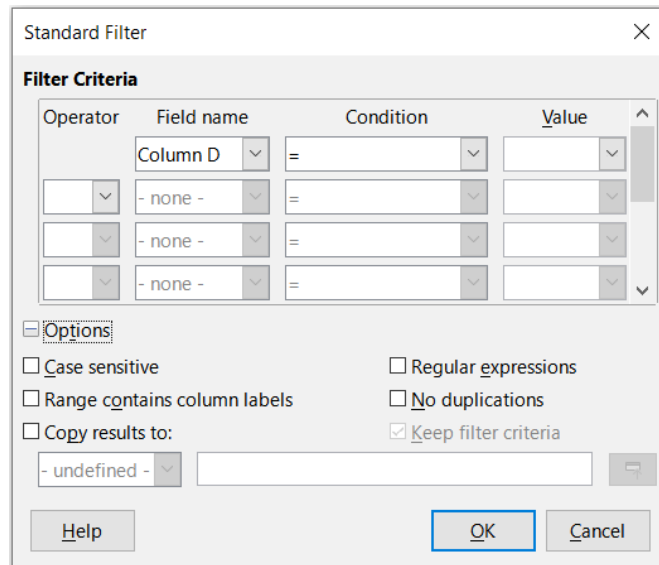 Standard Filter
Filter Criteria
Operator Field name Condition Value
Column D =
- none - =
- none - =
- none - =
Options
Case sensitive Regular expressions
Range contains column labels No duplications
Copy results to: Keep filter criteria
- undefined -
Help OK Cancel